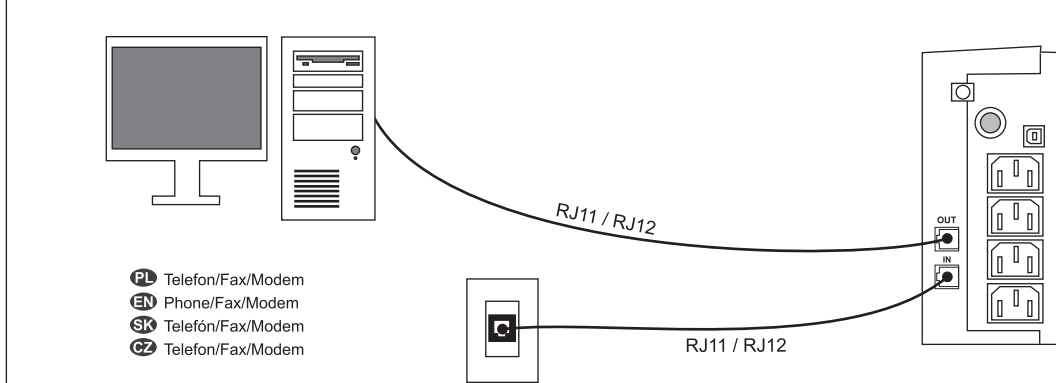 RJ11 / RJ12
OUT
IN
PL Telefon/Fax/Modem
EN Phone/Fax/Modem
SK Telefón/Fax/Modem
CZ Telefon/Fax/Modem
RJ11 / RJ12